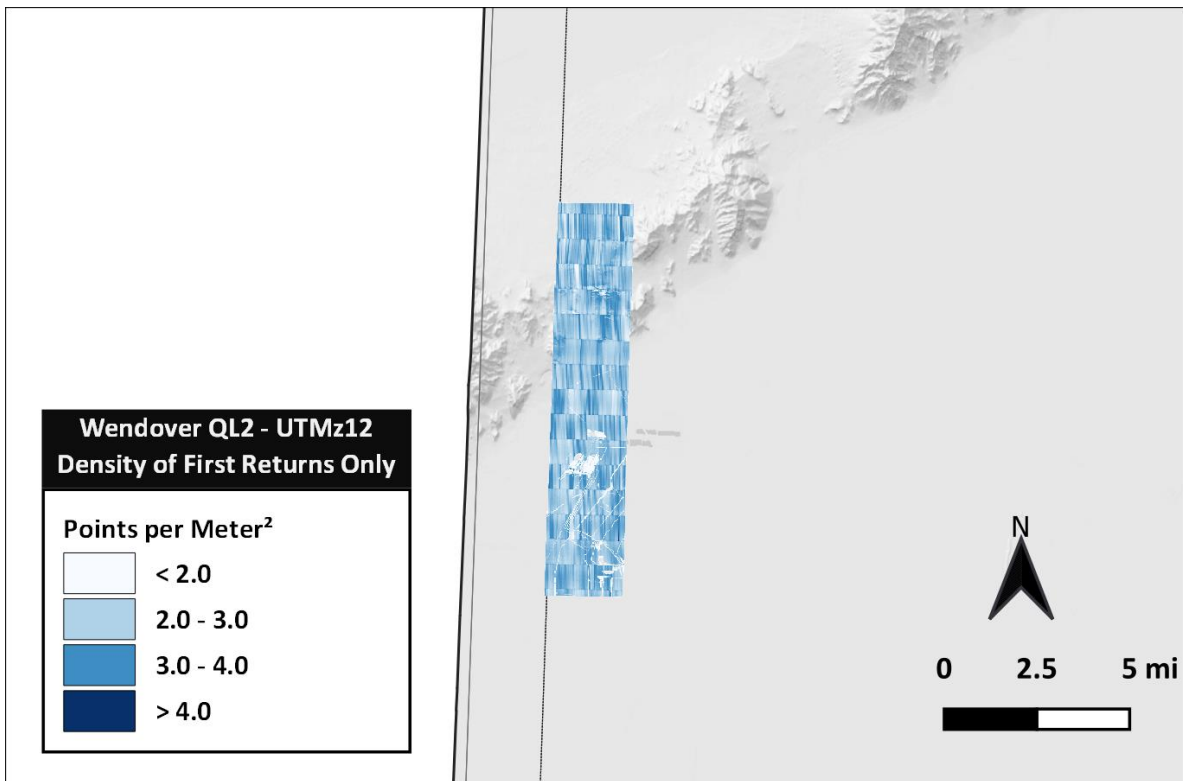 Wendover QL2 - UTMz12
Density of First Returns Only
Points per Meter²
< 2.0
2.0 - 3.0
3.0 - 4.0
> 4.0
N
0 2.5 5 mi